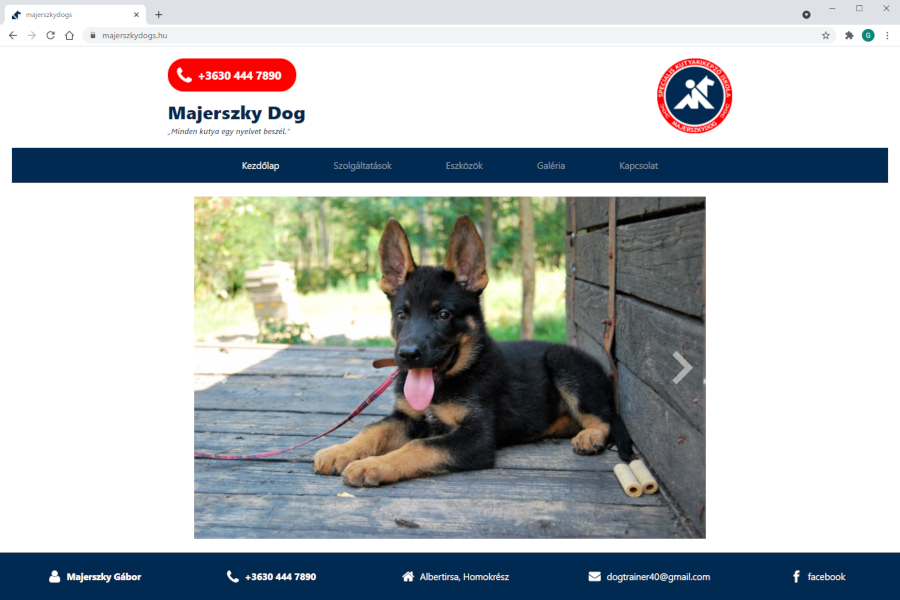 majerszkydogs
majerszkydogs.hu
G
+3630 444 7890
SPECIÁLIS KUTYAKIKÉPZŐ ISKOLA
MAJERSZKYDOG
Majerszky Dog
„Minden kutya egy nyelvet beszél.”
Kezdőlap Szolgáltatások Eszközök Galéria Kapcsolat
Majerszky Gábor +3630 444 7890 Albertirsa, Homokrész dogtrainer40@gmail.com facebook